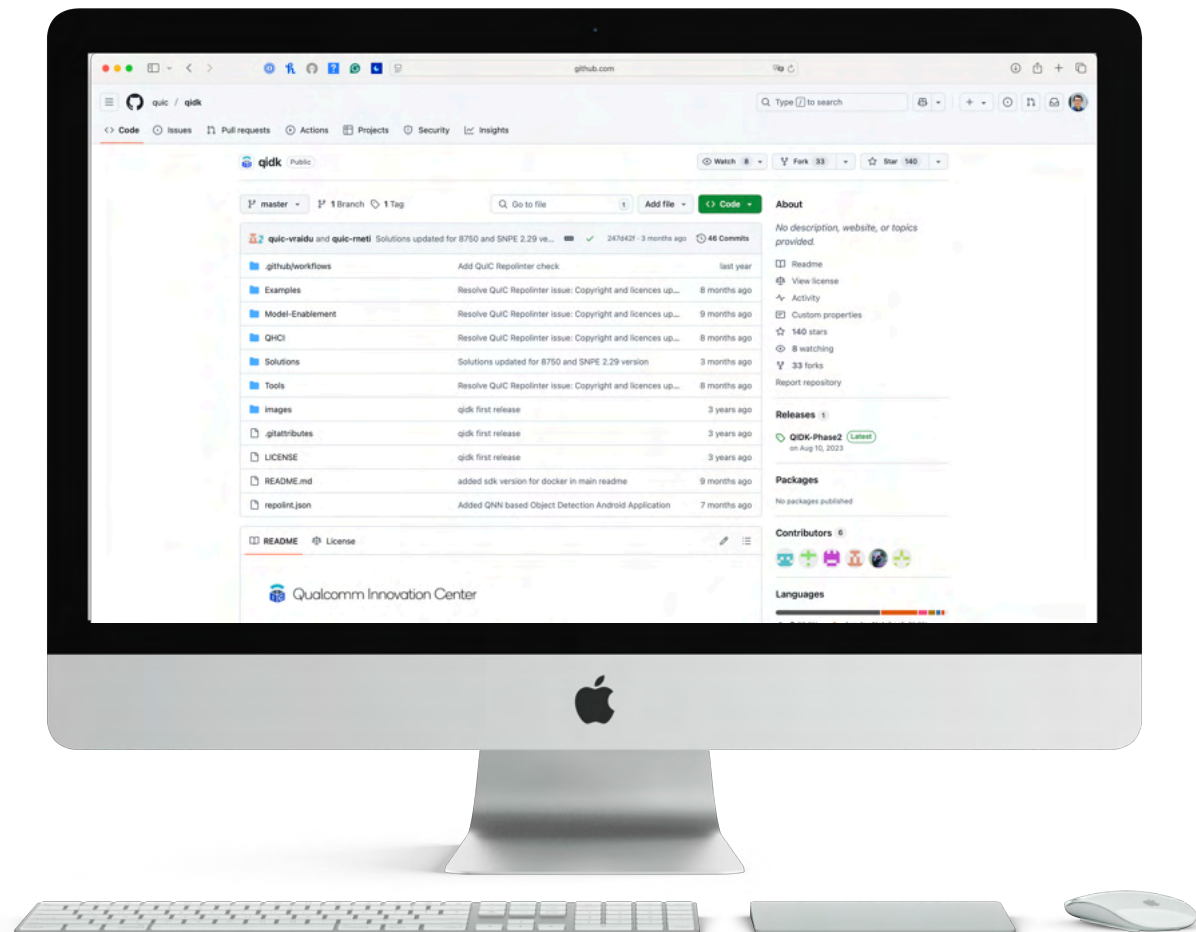 github.com
quic / qidk
Type / to search
Code Issues Pull requests Actions Projects Security Insights
qidk Public
Watch 8 Fork 33 Star 140
master 1 Branch 1 Tag Go to file Add file Code
quic-vraidu and quic-rneti Solutions updated for 8750 and SNPE 2.29 ve... 247d42f · 3 months ago 46 Commits
.github/workflows Add QuIC Repolinter check last year
Examples Resolve QuIC Repolinter issue: Copyright and licences up... 8 months ago
Model-Enablement Resolve QuIC Repolinter issue: Copyright and licences up... 9 months ago
QHCI Resolve QuIC Repolinter issue: Copyright and licences up... 8 months ago
Solutions Solutions updated for 8750 and SNPE 2.29 version 3 months ago
Tools Resolve QuIC Repolinter issue: Copyright and licences up... 8 months ago
images qidk first release 3 years ago
.gitattributes qidk first release 3 years ago
LICENSE qidk first release 3 years ago
README.md added sdk version for docker in main readme 9 months ago
repolint.json Added QNN based Object Detection Android Application 7 months ago
README License
Qualcomm Innovation Center
About
No description, website, or topics
provided.
Readme
View license
Activity
Custom properties
140 stars
8 watching
33 forks
Report repository
Releases 1
QIDK-Phase2 Latest
on Aug 10, 2023
Packages
No packages published
Contributors 6
Languages